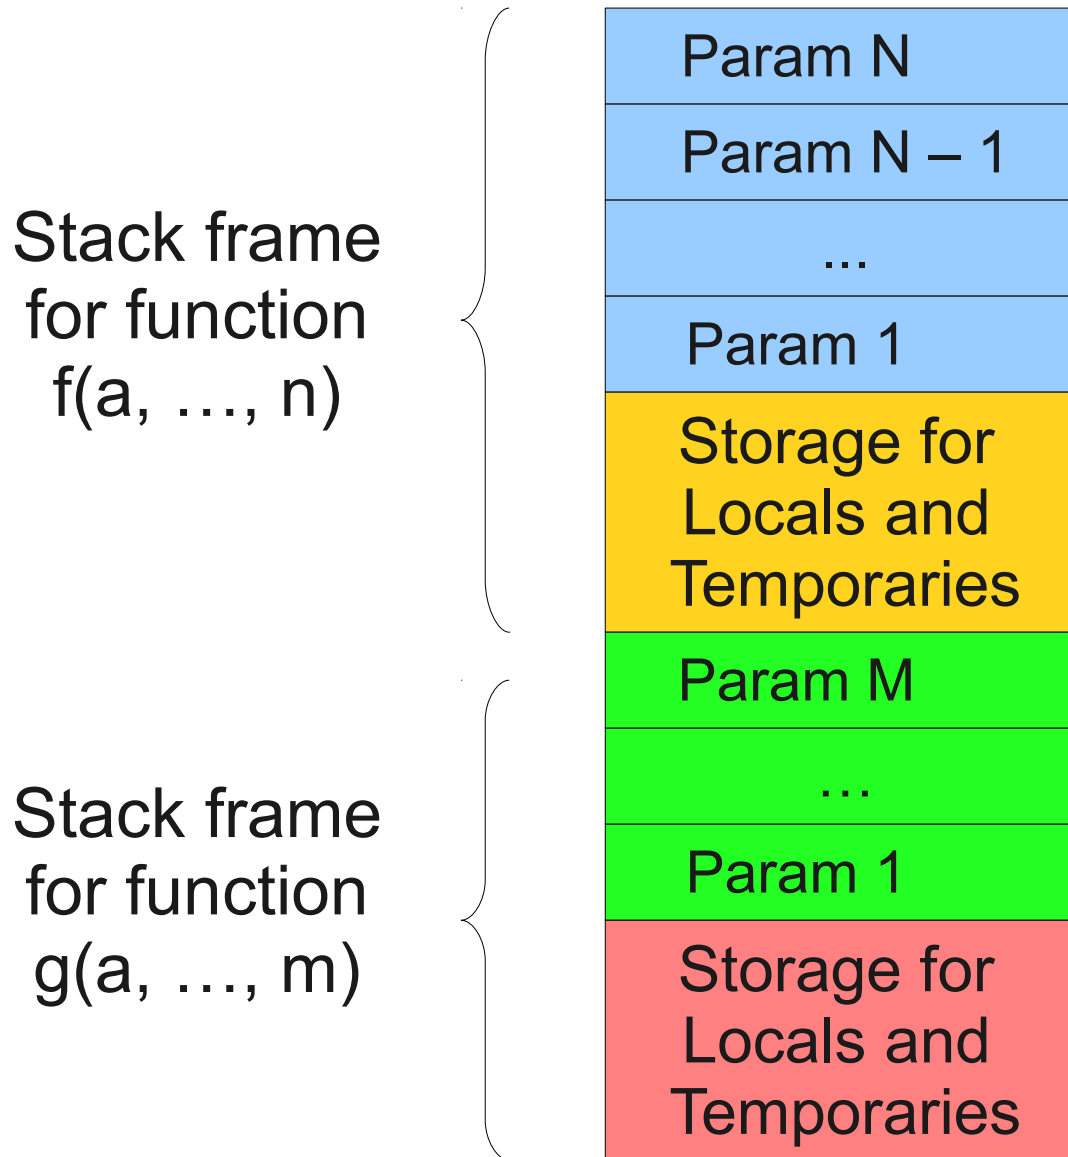 Stack frame
for function
f(a, …, n)
Param N
Param N – 1
...
Param 1
Storage for
Locals and
Temporaries
Stack frame
for function
g(a, …, m)
Param M
…
Param 1
Storage for
Locals and
Temporaries